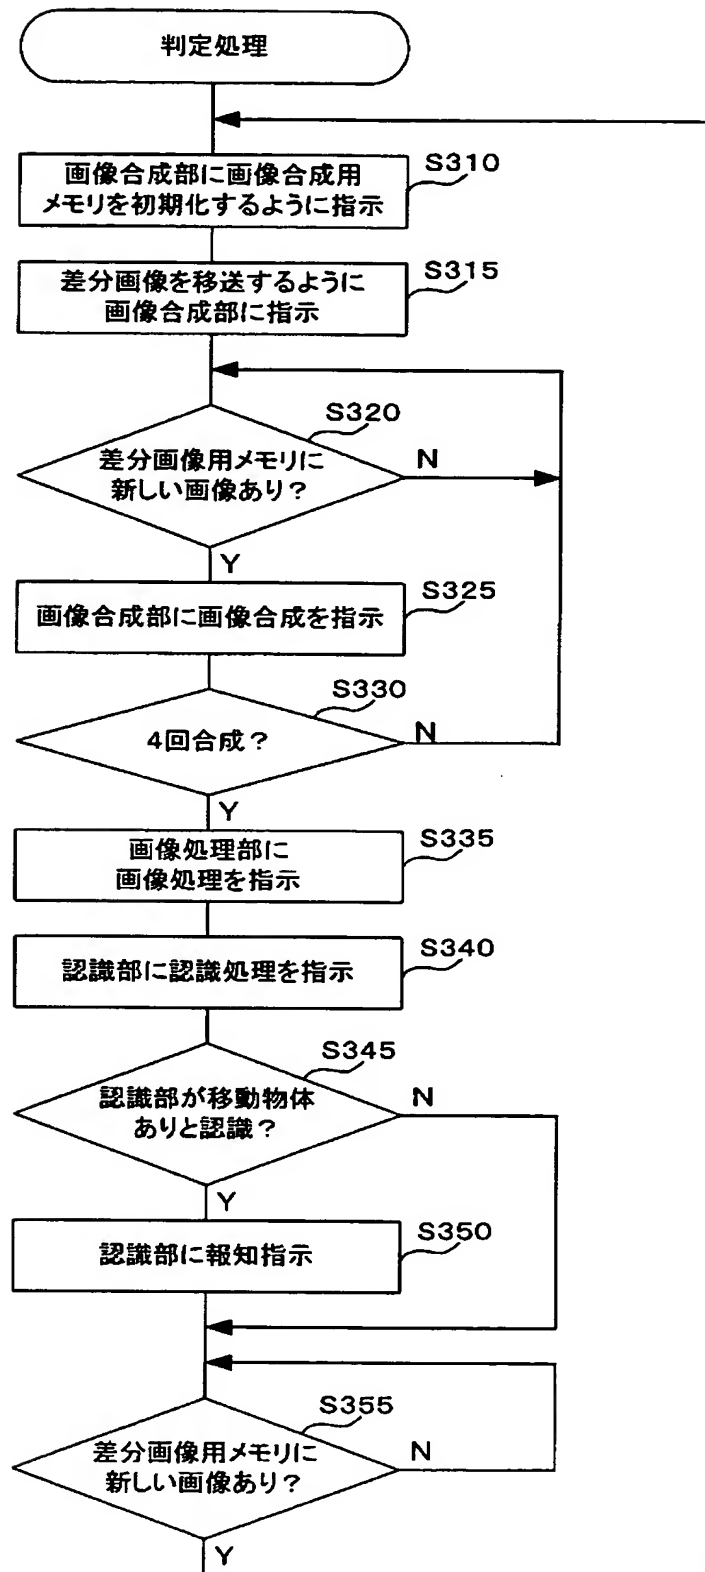 判定処理
S310
画像合成部に画像合成用
メモリを初期化するように指示
S315
差分画像を移送するように
画像合成部に指示
S320
差分画像用メモリに
新しい画像あり？
N
Y
S325
画像合成部に画像合成を指示
S330
4回合成？
N
Y
S335
画像処理部に
画像処理を指示
S340
認識部に認識処理を指示
S345
認識部が移動物体
ありと認識？
N
Y
S350
認識部に報知指示
S355
差分画像用メモリに
新しい画像あり？
N
Y